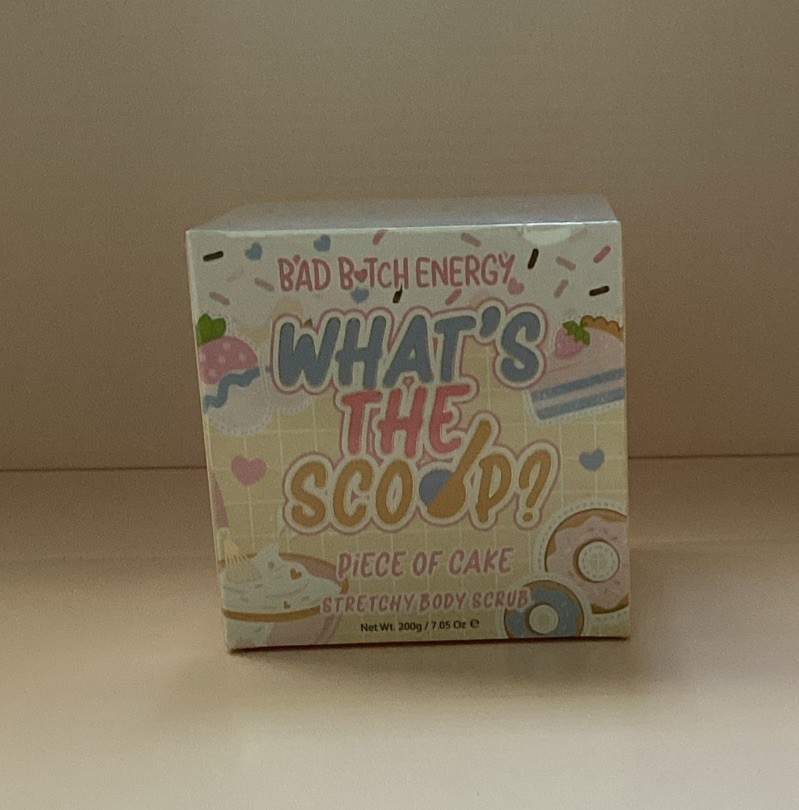 BAD B♥TCH ENERGY
WHAT'S
THE
SCOOP?
PiECE OF CAKE
STRETCHY BODY SCRUB
Net Wt. 200g / 7.05 Oz ℮